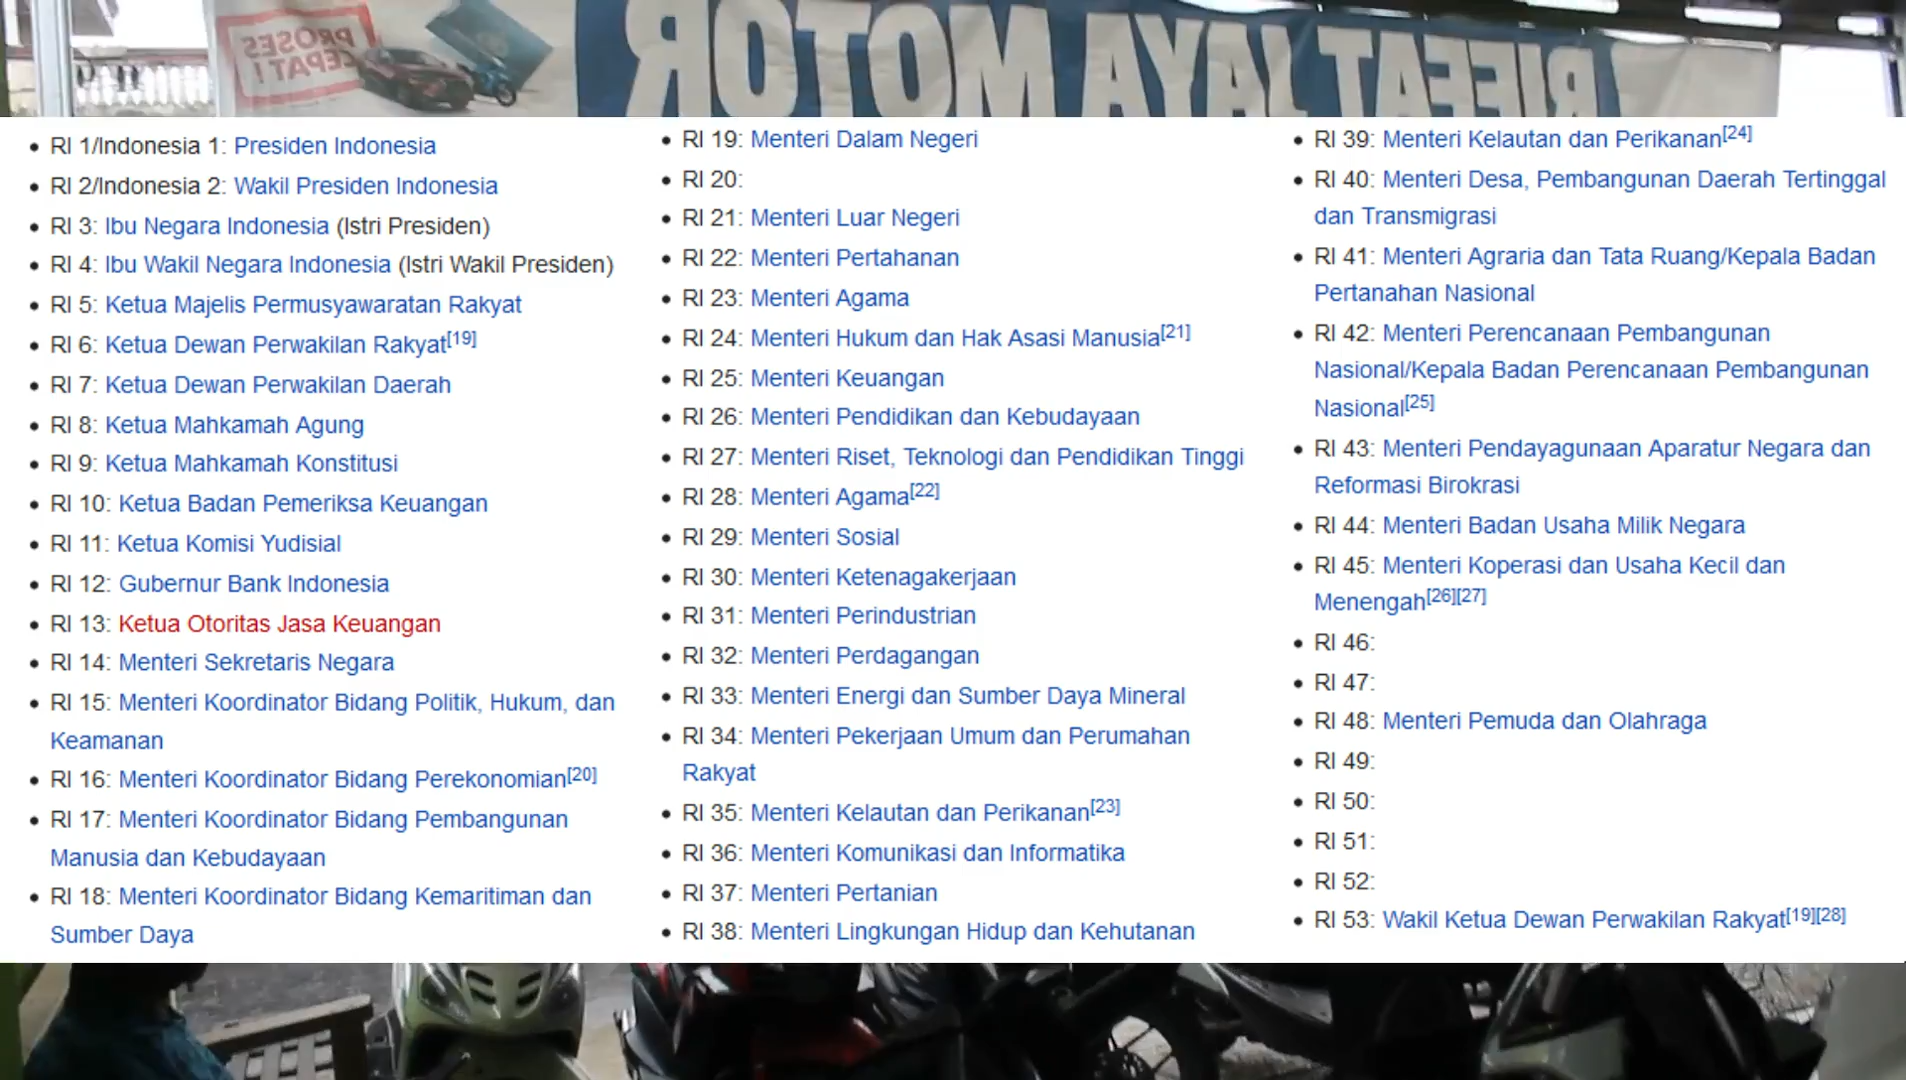 PROSES
CEPAT!
RIFFAT JAYA MOTOR
RI 1/Indonesia 1: Presiden Indonesia
RI 2/Indonesia 2: Wakil Presiden Indonesia
RI 3: Ibu Negara Indonesia (Istri Presiden)
RI 4: Ibu Wakil Negara Indonesia (Istri Wakil Presiden)
RI 5: Ketua Majelis Permusyawaratan Rakyat
RI 6: Ketua Dewan Perwakilan Rakyat[19]
RI 7: Ketua Dewan Perwakilan Daerah
RI 8: Ketua Mahkamah Agung
RI 9: Ketua Mahkamah Konstitusi
RI 10: Ketua Badan Pemeriksa Keuangan
RI 11: Ketua Komisi Yudisial
RI 12: Gubernur Bank Indonesia
RI 13: Ketua Otoritas Jasa Keuangan
RI 14: Menteri Sekretaris Negara
RI 15: Menteri Koordinator Bidang Politik, Hukum, dan
Keamanan
RI 16: Menteri Koordinator Bidang Perekonomian[20]
RI 17: Menteri Koordinator Bidang Pembangunan
Manusia dan Kebudayaan
RI 18: Menteri Koordinator Bidang Kemaritiman dan
Sumber Daya
RI 19: Menteri Dalam Negeri
RI 20:
RI 21: Menteri Luar Negeri
RI 22: Menteri Pertahanan
RI 23: Menteri Agama
RI 24: Menteri Hukum dan Hak Asasi Manusia[21]
RI 25: Menteri Keuangan
RI 26: Menteri Pendidikan dan Kebudayaan
RI 27: Menteri Riset, Teknologi dan Pendidikan Tinggi
RI 28: Menteri Agama[22]
RI 29: Menteri Sosial
RI 30: Menteri Ketenagakerjaan
RI 31: Menteri Perindustrian
RI 32: Menteri Perdagangan
RI 33: Menteri Energi dan Sumber Daya Mineral
RI 34: Menteri Pekerjaan Umum dan Perumahan
Rakyat
RI 35: Menteri Kelautan dan Perikanan[23]
RI 36: Menteri Komunikasi dan Informatika
RI 37: Menteri Pertanian
RI 38: Menteri Lingkungan Hidup dan Kehutanan
RI 39: Menteri Kelautan dan Perikanan[24]
RI 40: Menteri Desa, Pembangunan Daerah Tertinggal
dan Transmigrasi
RI 41: Menteri Agraria dan Tata Ruang/Kepala Badan
Pertanahan Nasional
RI 42: Menteri Perencanaan Pembangunan
Nasional/Kepala Badan Perencanaan Pembangunan
Nasional[25]
RI 43: Menteri Pendayagunaan Aparatur Negara dan
Reformasi Birokrasi
RI 44: Menteri Badan Usaha Milik Negara
RI 45: Menteri Koperasi dan Usaha Kecil dan
Menengah[26][27]
RI 46:
RI 47:
RI 48: Menteri Pemuda dan Olahraga
RI 49:
RI 50:
RI 51:
RI 52:
RI 53: Wakil Ketua Dewan Perwakilan Rakyat[19][28]